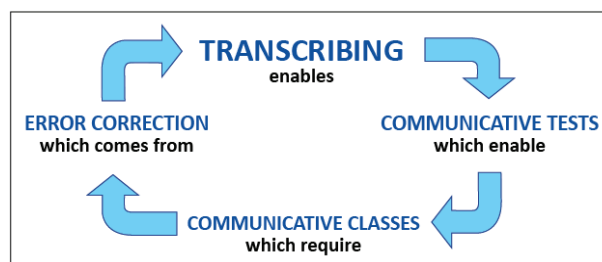 TRANSCRIBING
enables
COMMUNICATIVE TESTS
which enable
COMMUNICATIVE CLASSES
which require
ERROR CORRECTION
which comes from